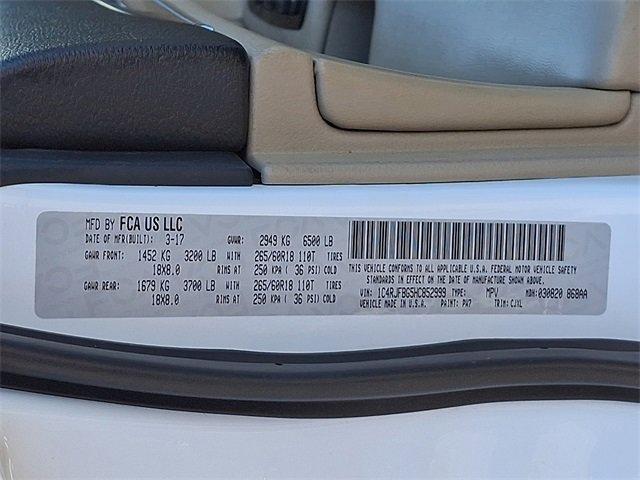 MFD BY FCA US LLC
DATE OF MFR(BUILT): 3-17 GVWR: 2949 KG 6500 LB
GAWR FRONT: 1452 KG 3200 LB WITH 265/60R18 110T TIRES
18X8.0 RIMS AT 250 KPA ( 36 PSI) COLD
GAWR REAR: 1679 KG 3700 LB WITH 265/60R18 110T TIRES
18X8.0 RIMS AT 250 KPA ( 36 PSI) COLD
THIS VEHICLE CONFORMS TO ALL APPLICABLE U.S.A. FEDERAL MOTOR VEHICLE SAFETY
STANDARDS IN EFFECT ON THE DATE OF MANUFACTURE SHOWN ABOVE.
VIN: 1C4RJFBG5HC852999 TYPE: MPV MDH:030820 868AA
VEHICLE MADE IN U.S.A. PAINT: PW7 TRIM: CJXL